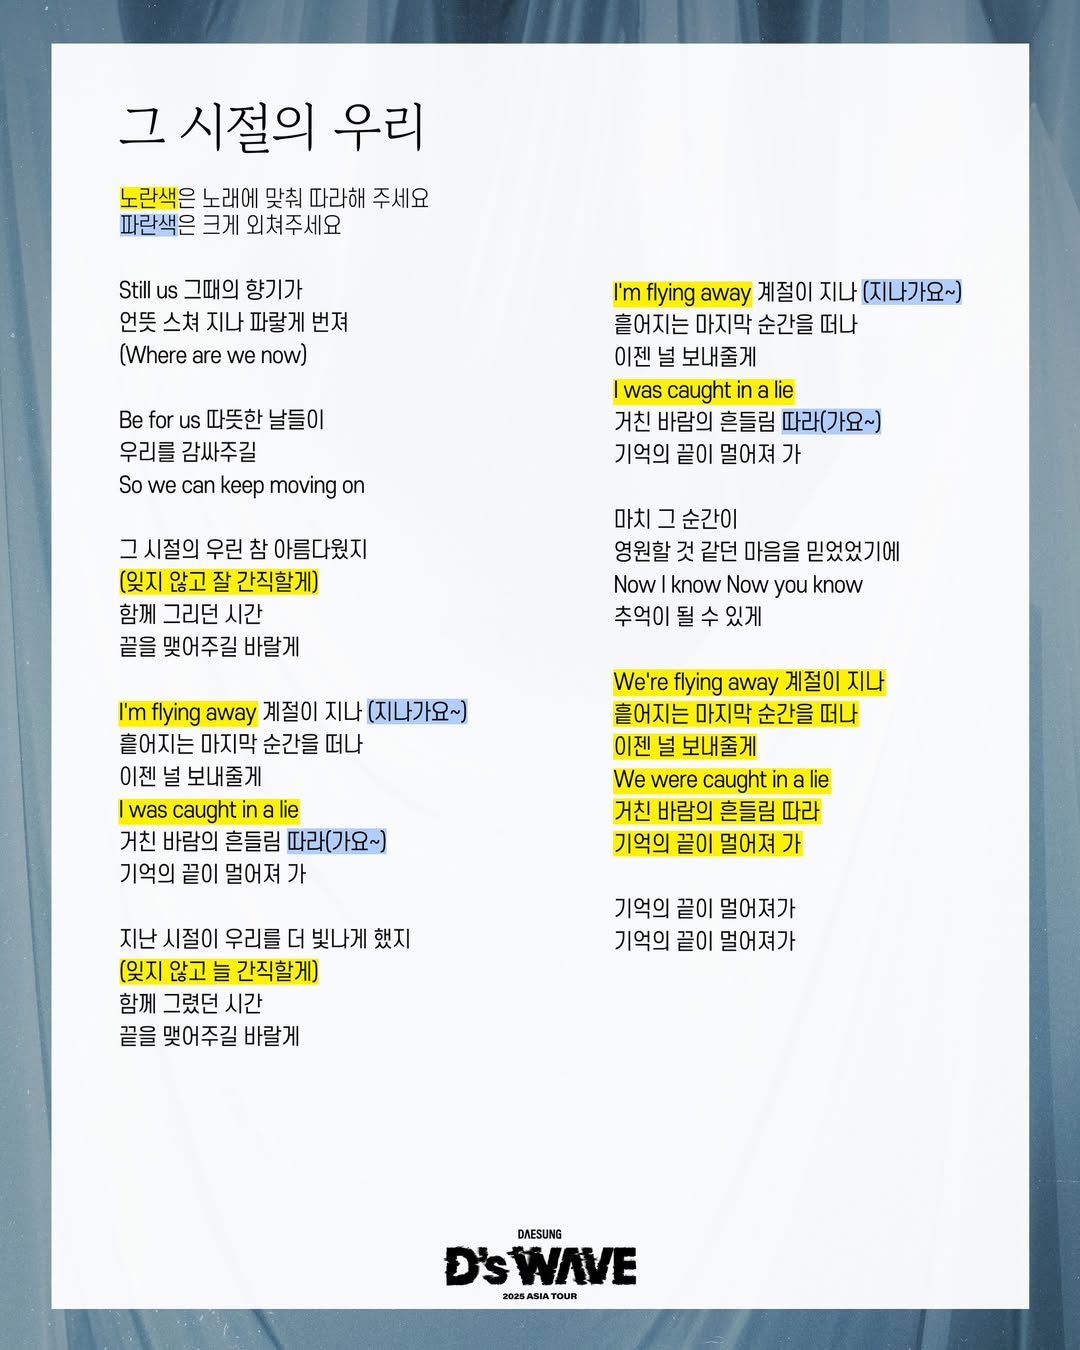 그 시절의 우리
노란색은 노래에 맞춰 따라해 주세요
파란색은 크게 외쳐주세요
Still us 그때의 향기가
언뜻 스쳐 지나 파랗게 번져
(Where are we now)
Be for us 따뜻한 날들이
우리를 감싸주길
So we can keep moving on
그 시절의 우린 참 아름다웠지
(잊지 않고 잘 간직할게)
함께 그리던 시간
끝을 맺어주길 바랄게
I'm flying away 계절이 지나 (지나가요~)
흩어지는 마지막 순간을 떠나
이젠 널 보내줄게
I was caught in a lie
거친 바람의 흔들림 따라(가요~)
기억의 끝이 멀어져 가
지난 시절이 우리를 더 빛나게 했지
(잊지 않고 늘 간직할게)
함께 그렸던 시간
끝을 맺어주길 바랄게
I'm flying away 계절이 지나 (지나가요~)
흩어지는 마지막 순간을 떠나
이젠 널 보내줄게
I was caught in a lie
거친 바람의 흔들림 따라(가요~)
기억의 끝이 멀어져 가
마치 그 순간이
영원할 것 같던 마음을 믿었었기에
Now I know Now you know
추억이 될 수 있게
We're flying away 계절이 지나
흩어지는 마지막 순간을 떠나
이젠 널 보내줄게
We were caught in a lie
거친 바람의 흔들림 따라
기억의 끝이 멀어져 가
기억의 끝이 멀어져가
기억의 끝이 멀어져가
DAESUNG
D's WAVE
2025 ASIA TOUR